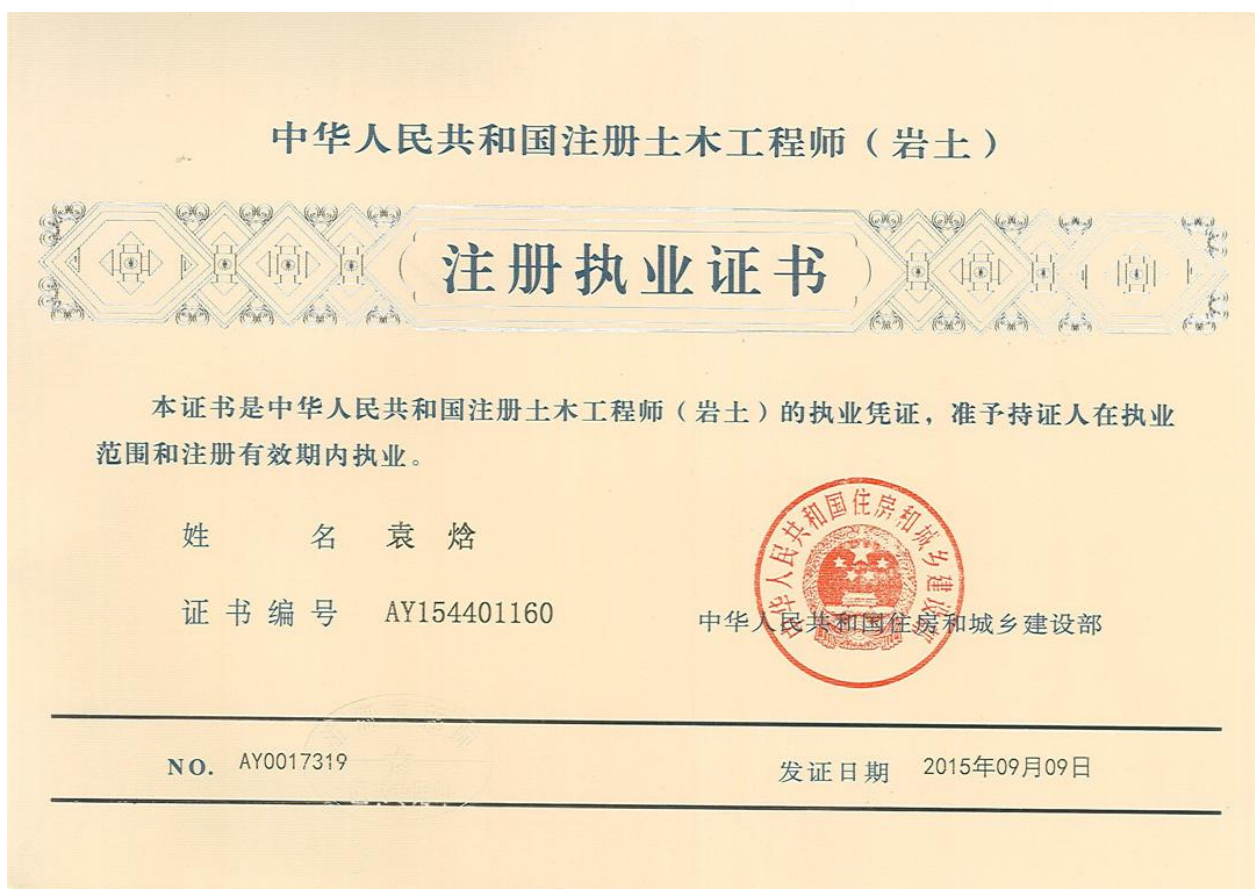 中华人民共和国注册土木工程师（岩土）
注册执业证书
本证书是中华人民共和国注册土木工程师（岩土）的执业凭证，准予持证人在执业
范围和注册有效期内执业。
姓 名 袁 焓
证书编号 AY154401160
中华人民共和国住房和城乡建设部
中华人民共和国住房和城乡建设部
NO. AY0017319
发证日期 2015年09月09日